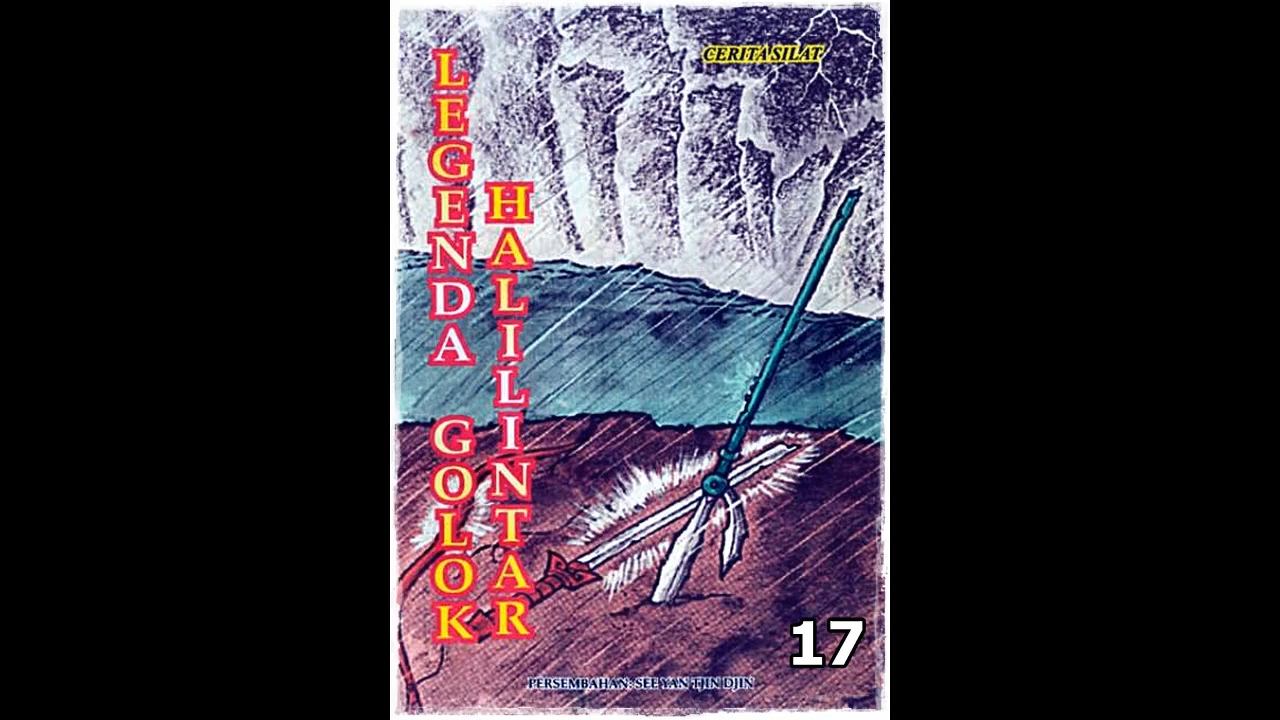 CERITA SILAT
LEGENDA GOLOK
HALILINTAR
17
PERSEMBAHAN: SEE YAN TJIN DJIN